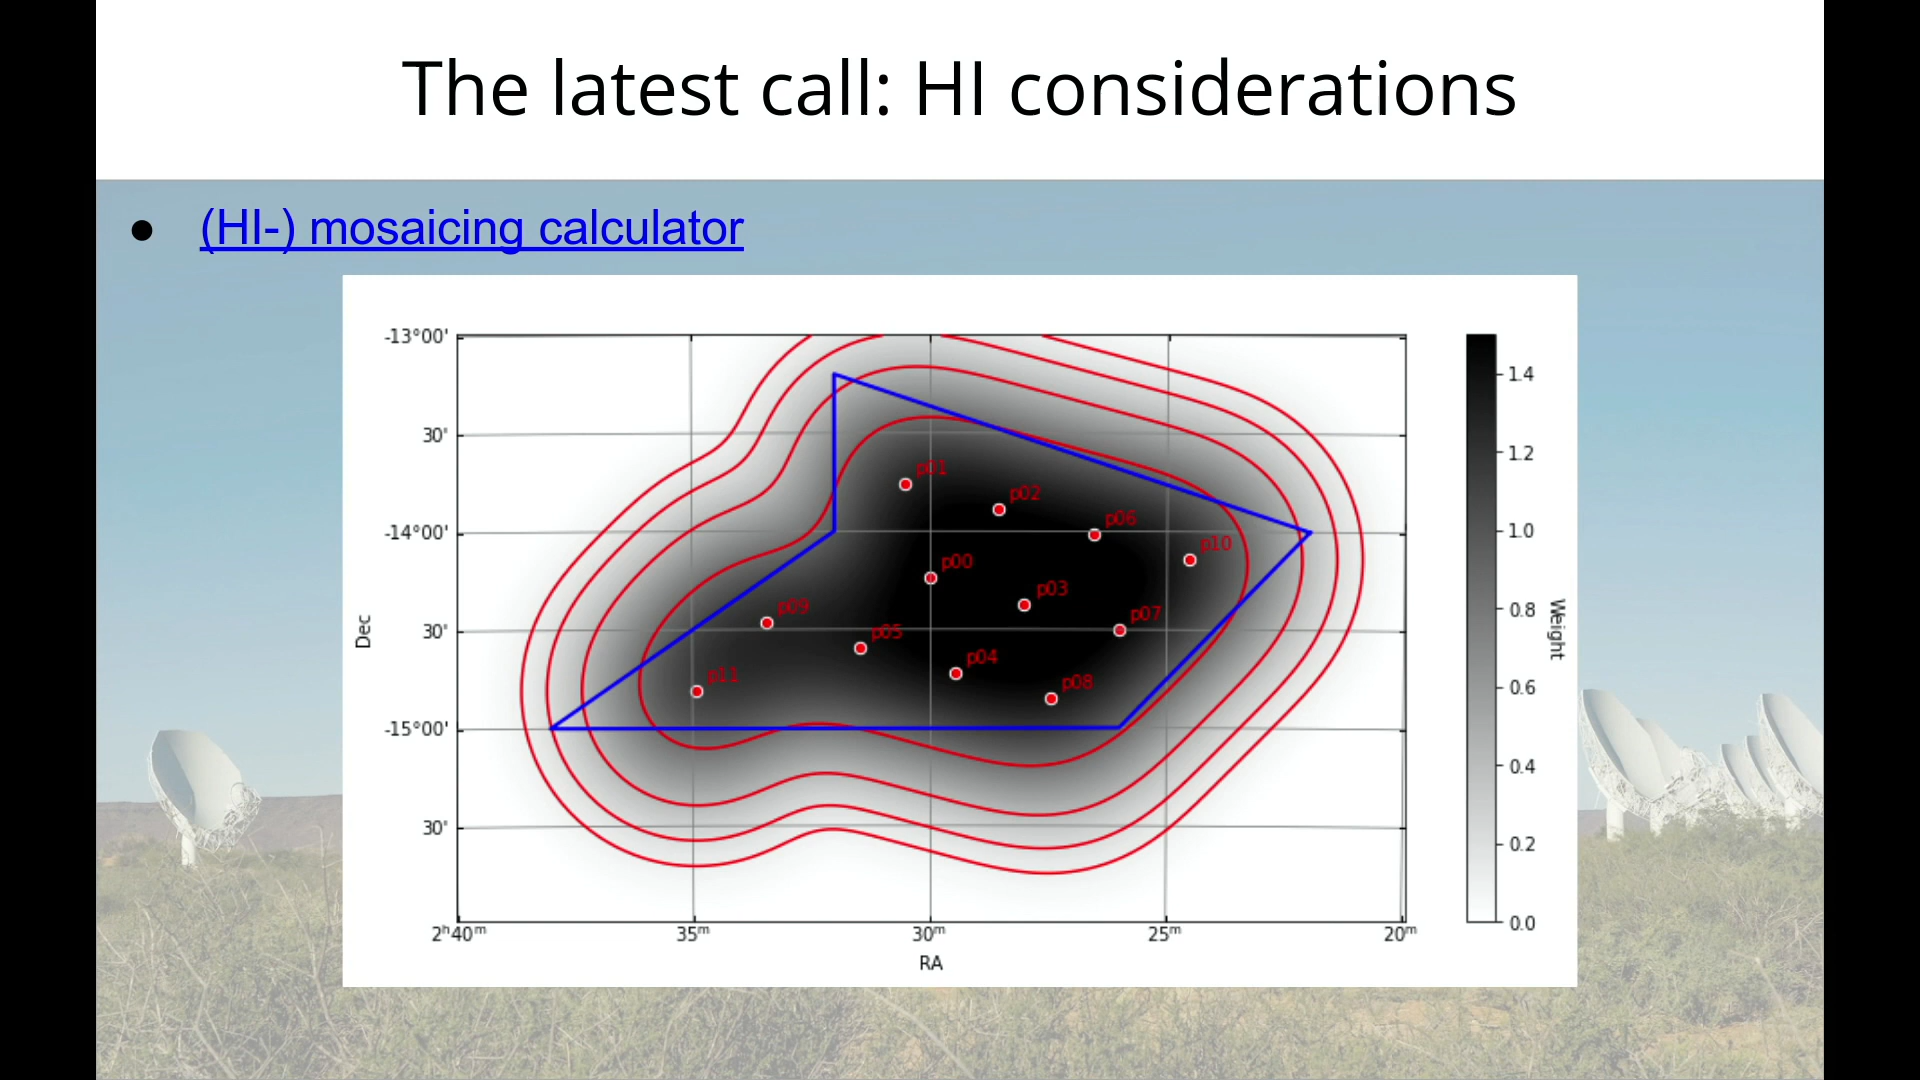 The latest call: HI considerations
● (HI-) mosaicing calculator
-13°00'
30'
-14°00'
30'
-15°00'
30'
Dec
p01
p02
p06
p10
p00
p03
p09
p07
p05
p04
p11
p08
2ʰ40ᵐ
35ᵐ
30ᵐ
25ᵐ
20ᵐ
RA
1.4
1.2
1.0
0.8
0.6
0.4
0.2
0.0
Weight